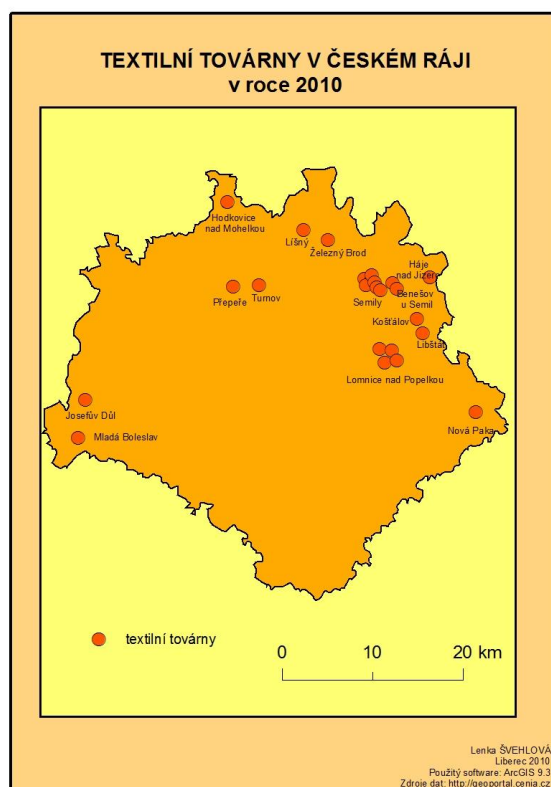 TEXTILNÍ TOVÁRNY V ČESKÉM RÁJI
v roce 2010
Hodkovice
nad Mohelkou
Líšný
Železný Brod
Háje
nad Jizerou
Přepeře
Turnov
Semily
Benešov
u Semil
Košťálov
Libštát
Lomnice nad Popelkou
Josefův Důl
Nová Paka
Mladá Boleslav
textilní továrny
0 10 20 km
Lenka ŠVEHLOVÁ
Liberec 2010
Použitý software: ArcGIS 9.3
Zdroje dat: http://geoportal.cenia.cz